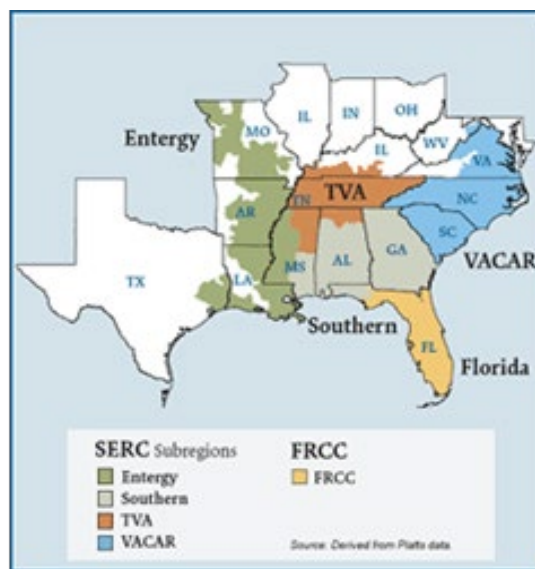 IL
IN
OH
MO
WV
Entergy
IL
VA
TN
TVA
NC
AR
SC
MS
AL
GA
VACAR
TX
LA
Southern
FL
Florida
SERC Subregions
FRCC
Entergy
FRCC
Southern
TVA
VACAR
Source: Derived from Platts data.